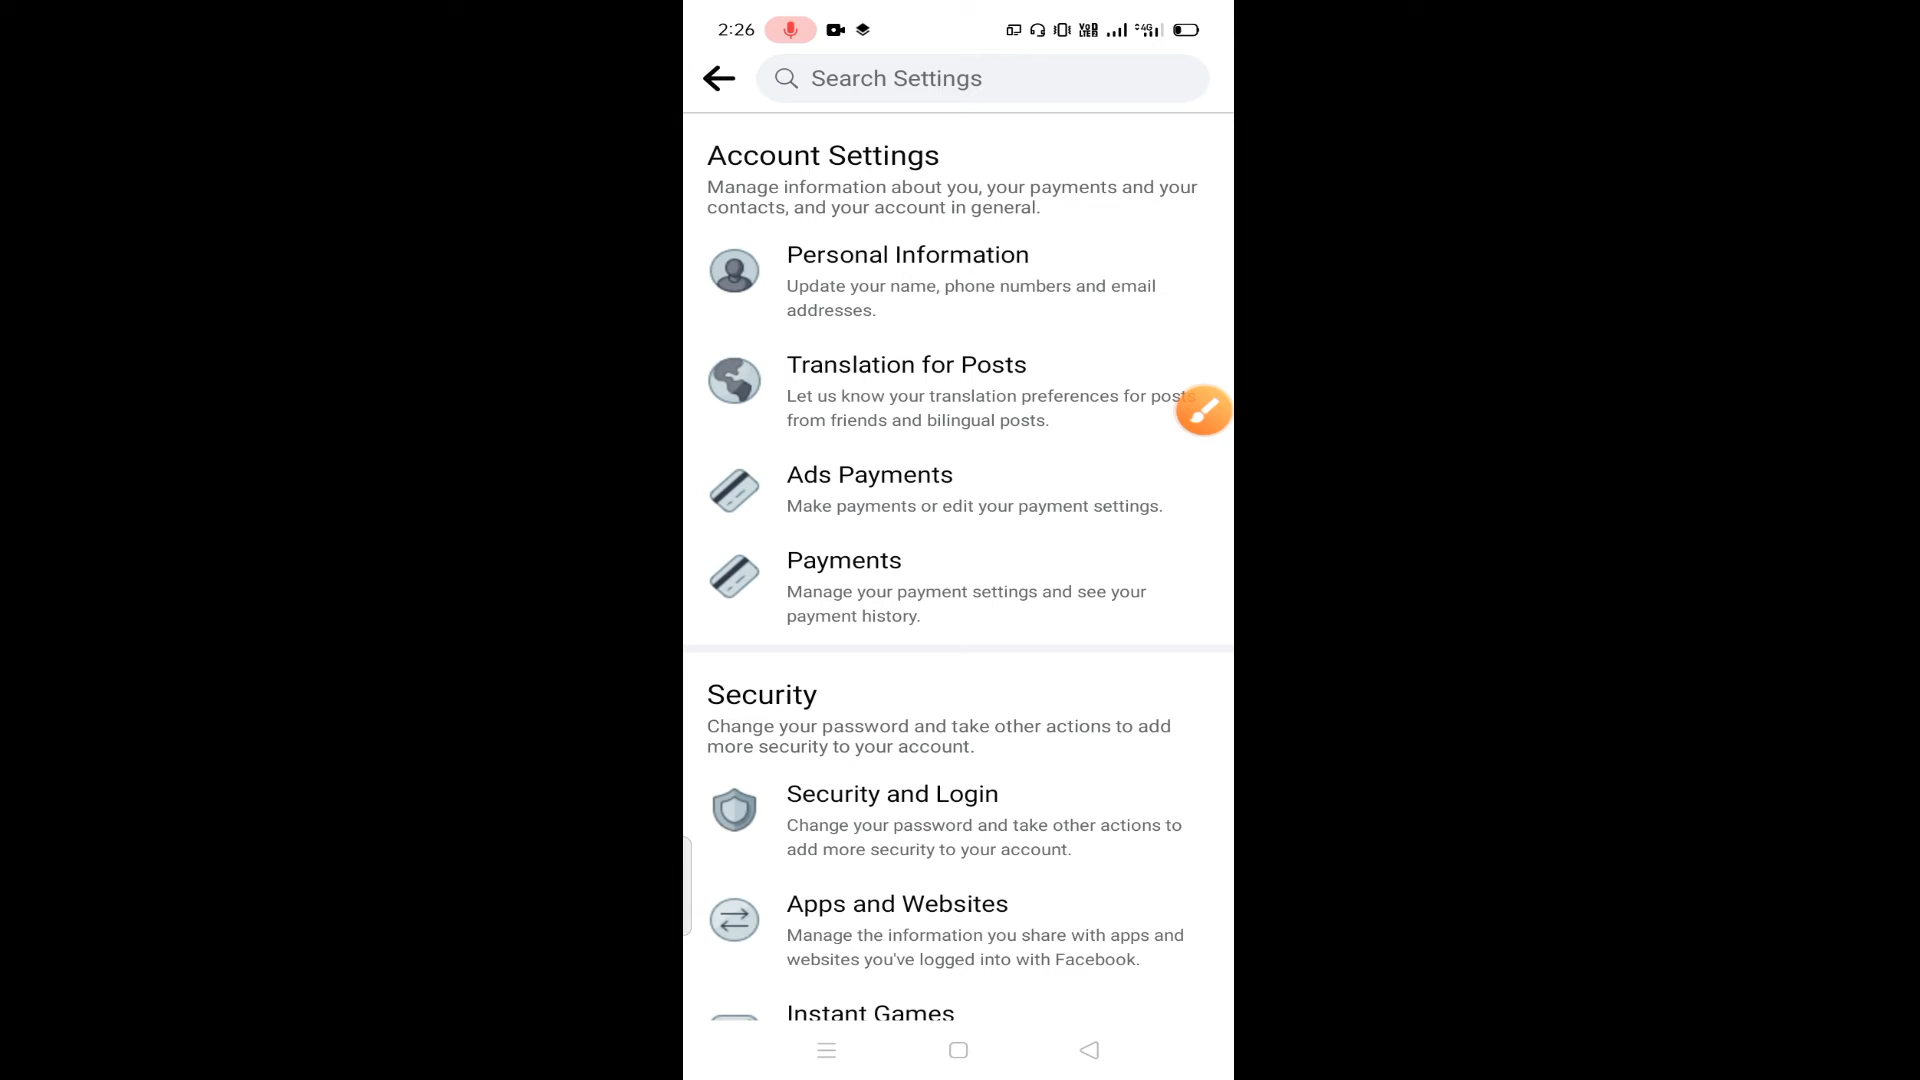 2:26
VoD
LTE2
4G
Search Settings
Account Settings
Manage information about you, your payments and your
contacts, and your account in general.
Personal Information
Update your name, phone numbers and email
addresses.
Translation for Posts
Let us know your translation preferences for posts
from friends and bilingual posts.
Ads Payments
Make payments or edit your payment settings.
Payments
Manage your payment settings and see your
payment history.
Security
Change your password and take other actions to add
more security to your account.
Security and Login
Change your password and take other actions to
add more security to your account.
Apps and Websites
Manage the information you share with apps and
websites you've logged into with Facebook.
Instant Games